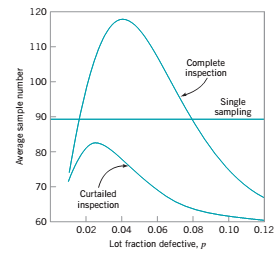 Average sample number
120
110
100
90
80
70
60
Complete
inspection
Single
sampling
Curtailed
inspection
0.02 0.04 0.06 0.08 0.10 0.12
Lot fraction defective, p